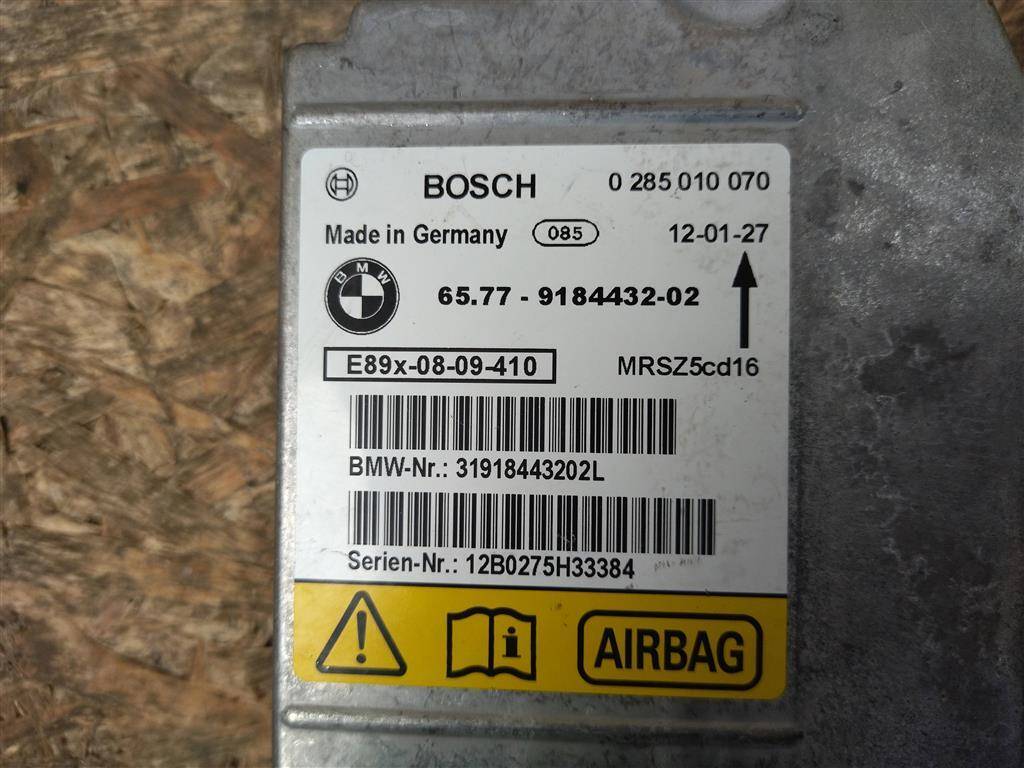 BOSCH 0 285 010 070
Made in Germany 085 12-01-27
BMW
65.77 - 9184432-02
E89x-08-09-410 MRSZ5cd16
BMW-Nr.: 31918443202L
Serien-Nr.: 12B0275H33384
AIRBAG